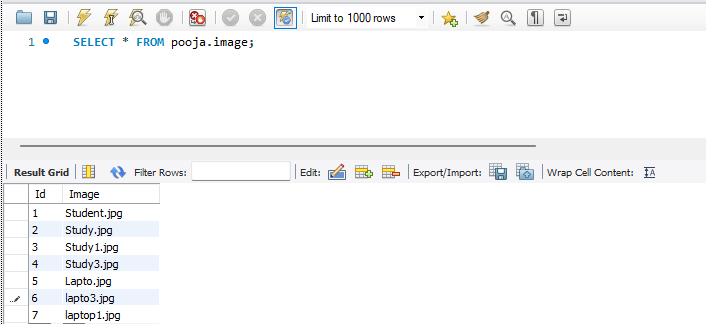 Limit to 1000 rows
1 SELECT * FROM pooja.image;
Result Grid Filter Rows: Edit: Export/Import: Wrap Cell Content:
Id Image
1 Student.jpg
2 Study.jpg
3 Study1.jpg
4 Study3.jpg
5 Lapto.jpg
6 lapto3.jpg
7 laptop1.jpg